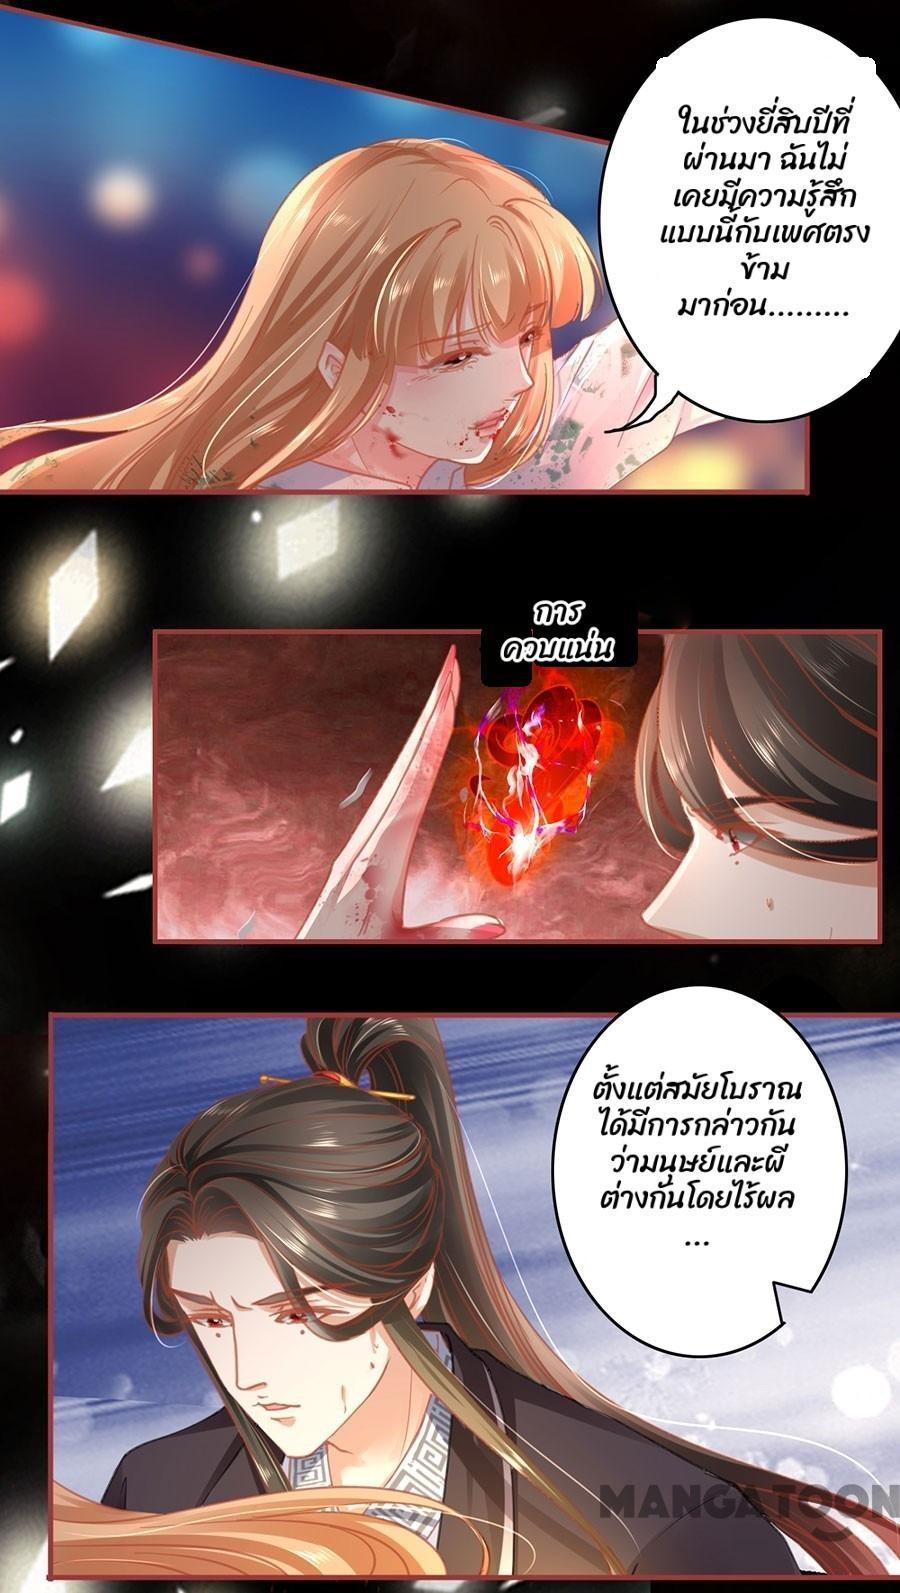 ในช่วงยี่สิบปีที่
ผ่านมา ฉันไม่
เคยมีความรู้สึก
แบบนี้กับเพศตรง
ข้าม
มาก่อน.........
การ
ควบแน่น
ตั้งแต่สมัยโบราณ
ได้มีการกล่าวกัน
ว่ามนุษย์และผี
ต่างกันโดยไร้ผล
...
MANGATOON